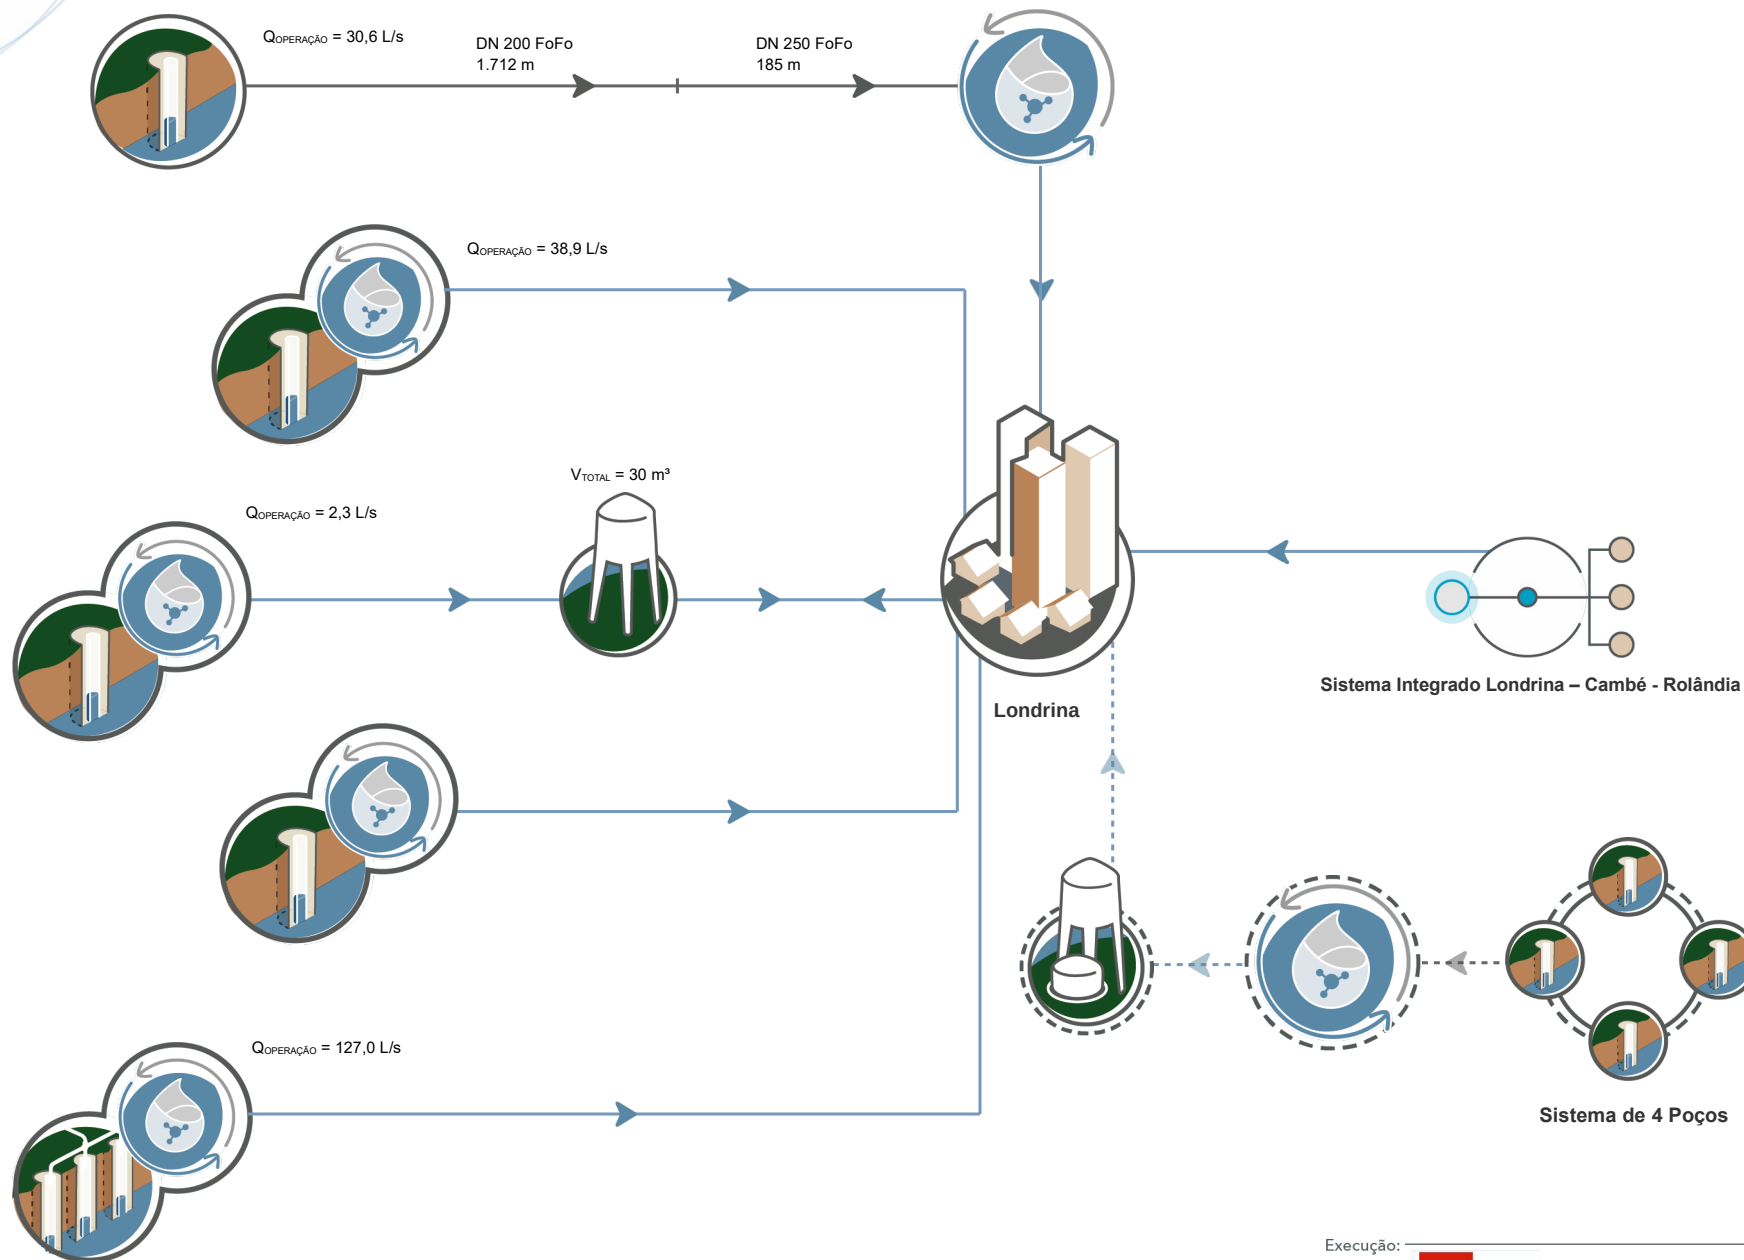 QOPERAÇÃO = 30,6 L/s
DN 200 FoFo
1.712 m
DN 250 FoFo
185 m
QOPERAÇÃO = 38,9 L/s
VTOTAL = 30 m³
QOPERAÇÃO = 2,3 L/s
Sistema Integrado Londrina – Cambé - Rolândia
Londrina
QOPERAÇÃO = 127,0 L/s
Sistema de 4 Poços
Execução: